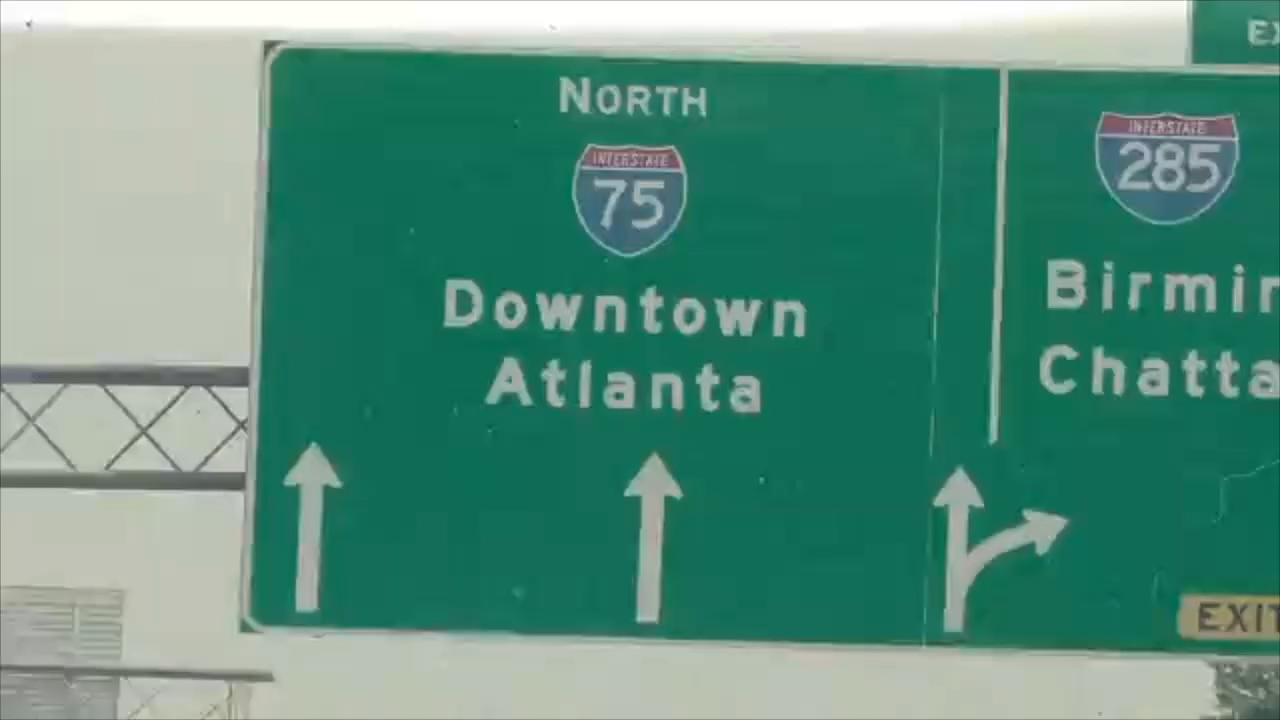 NORTH
INTERSTATE
75
Downtown
Atlanta
INTERSTATE
285
EXIT